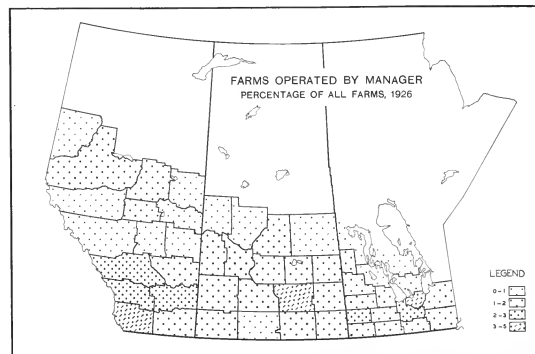 FARMS OPERATED BY MANAGER
PERCENTAGE OF ALL FARMS, 1926
LEGEND
0-1
1-2
2-3
3-5